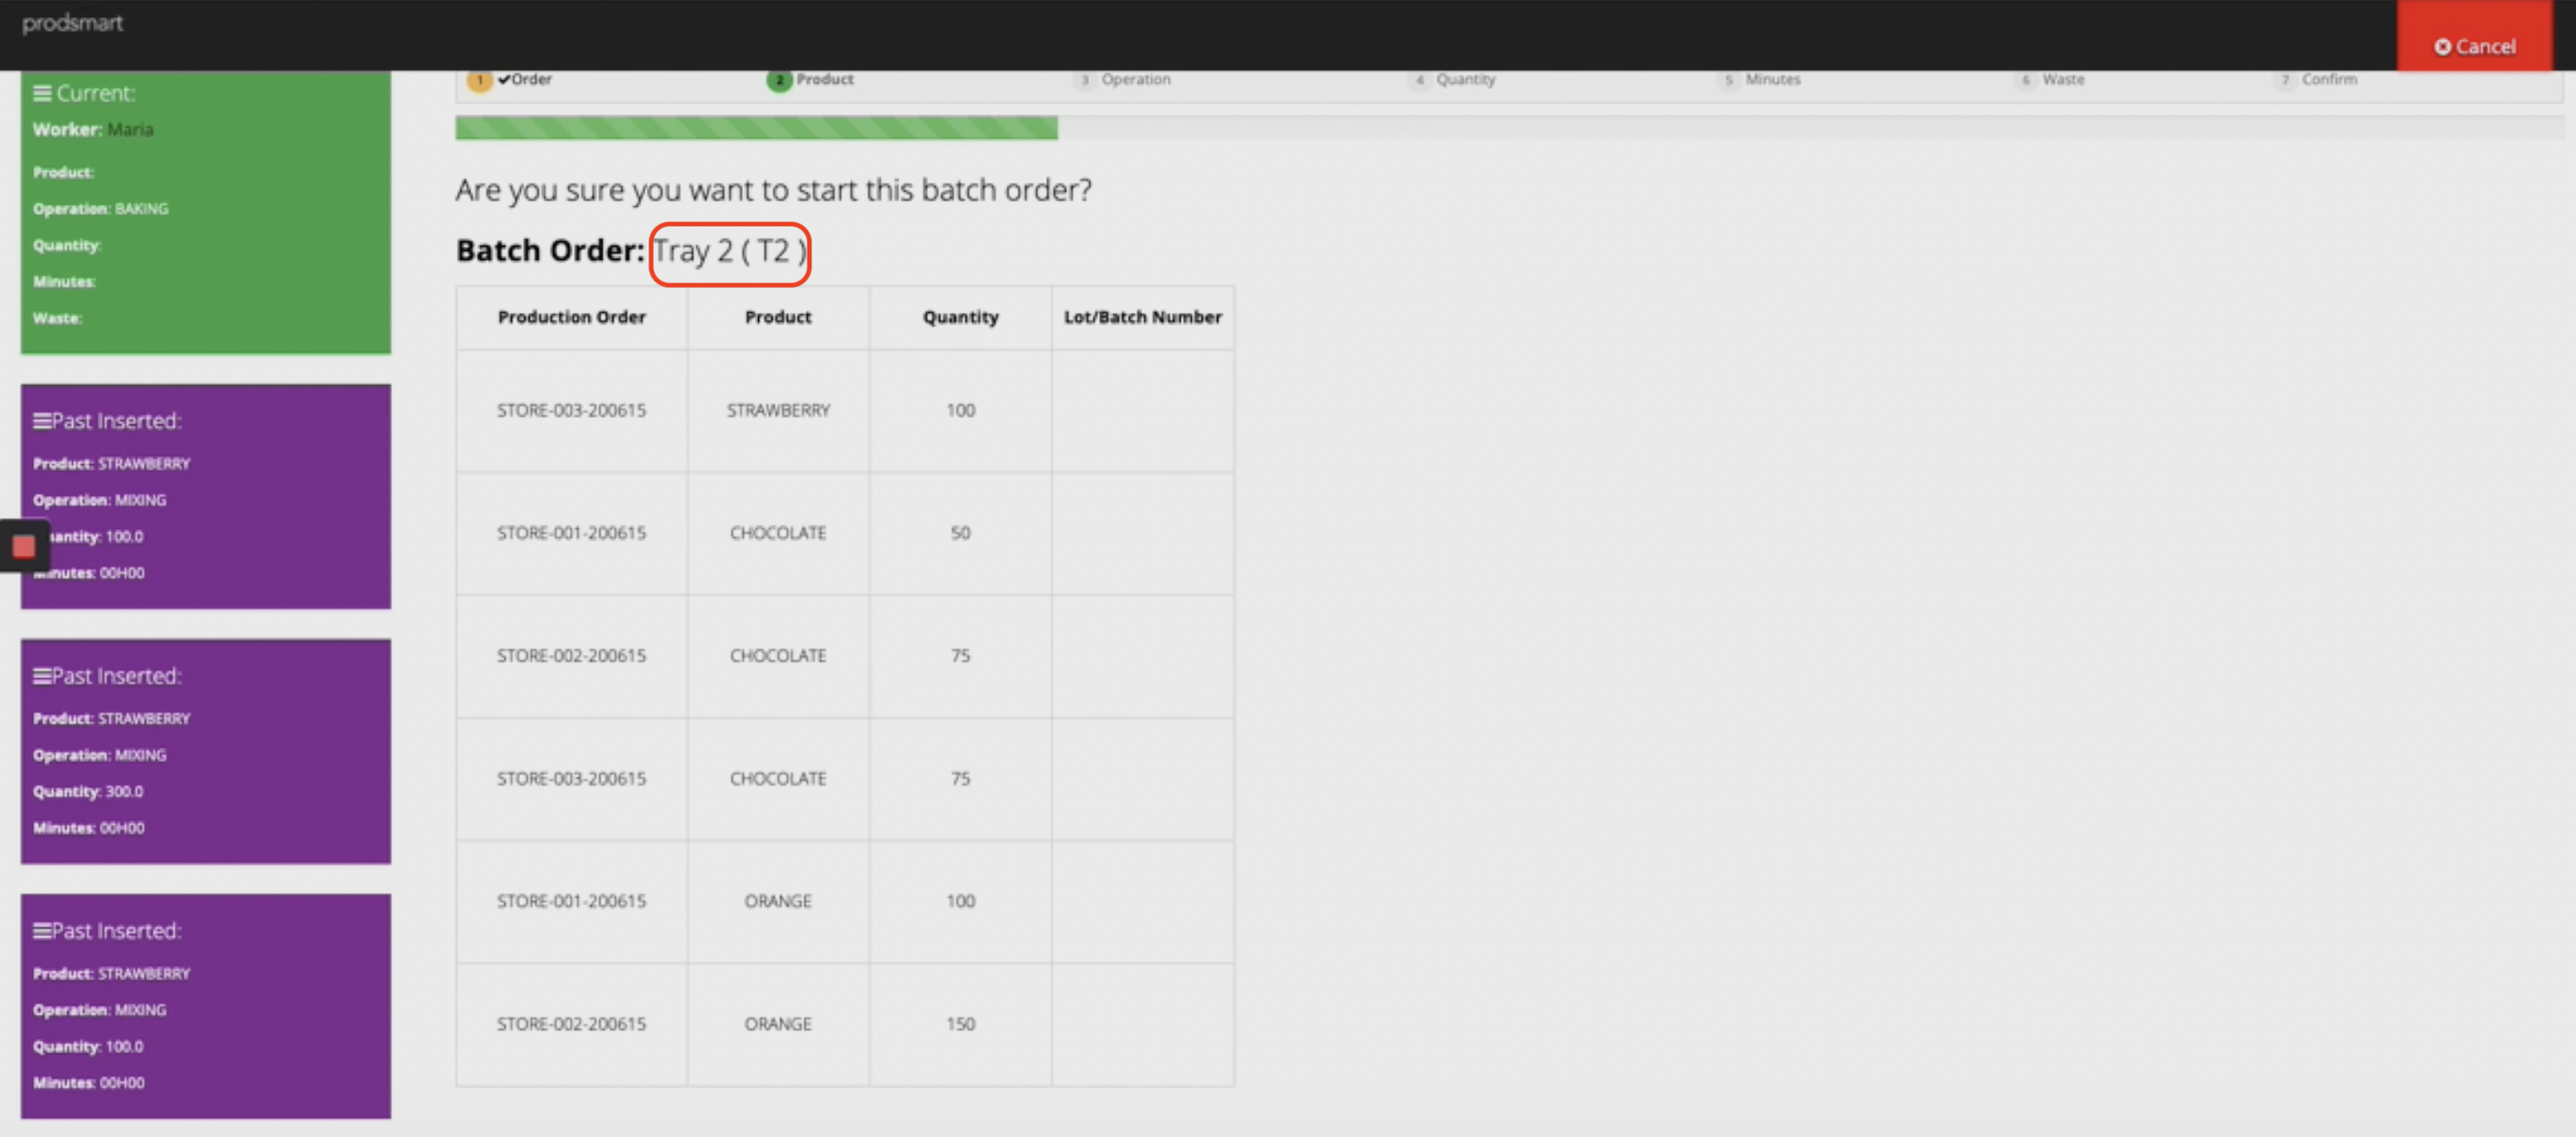 prodsmart
Cancel
1 Order 2 Product 3 Operation 4 Quantity 5 Minutes 6 Waste 7 Confirm
Current:
Worker: Maria
Product:
Operation: BAKING
Quantity:
Minutes:
Waste:
Past Inserted:
Product: STRAWBERRY
Operation: MIXING
antity: 100.0
Minutes: 00H00
Past Inserted:
Product: STRAWBERRY
Operation: MIXING
Quantity: 300.0
Minutes: 00H00
Past Inserted:
Product: STRAWBERRY
Operation: MIXING
Quantity: 100.0
Minutes: 00H00
Are you sure you want to start this batch order?
Batch Order: Tray 2 ( T2 )
Production Order Product Quantity Lot/Batch Number
STORE-003-200615 STRAWBERRY 100
STORE-001-200615 CHOCOLATE 50
STORE-002-200615 CHOCOLATE 75
STORE-003-200615 CHOCOLATE 75
STORE-001-200615 ORANGE 100
STORE-002-200615 ORANGE 150